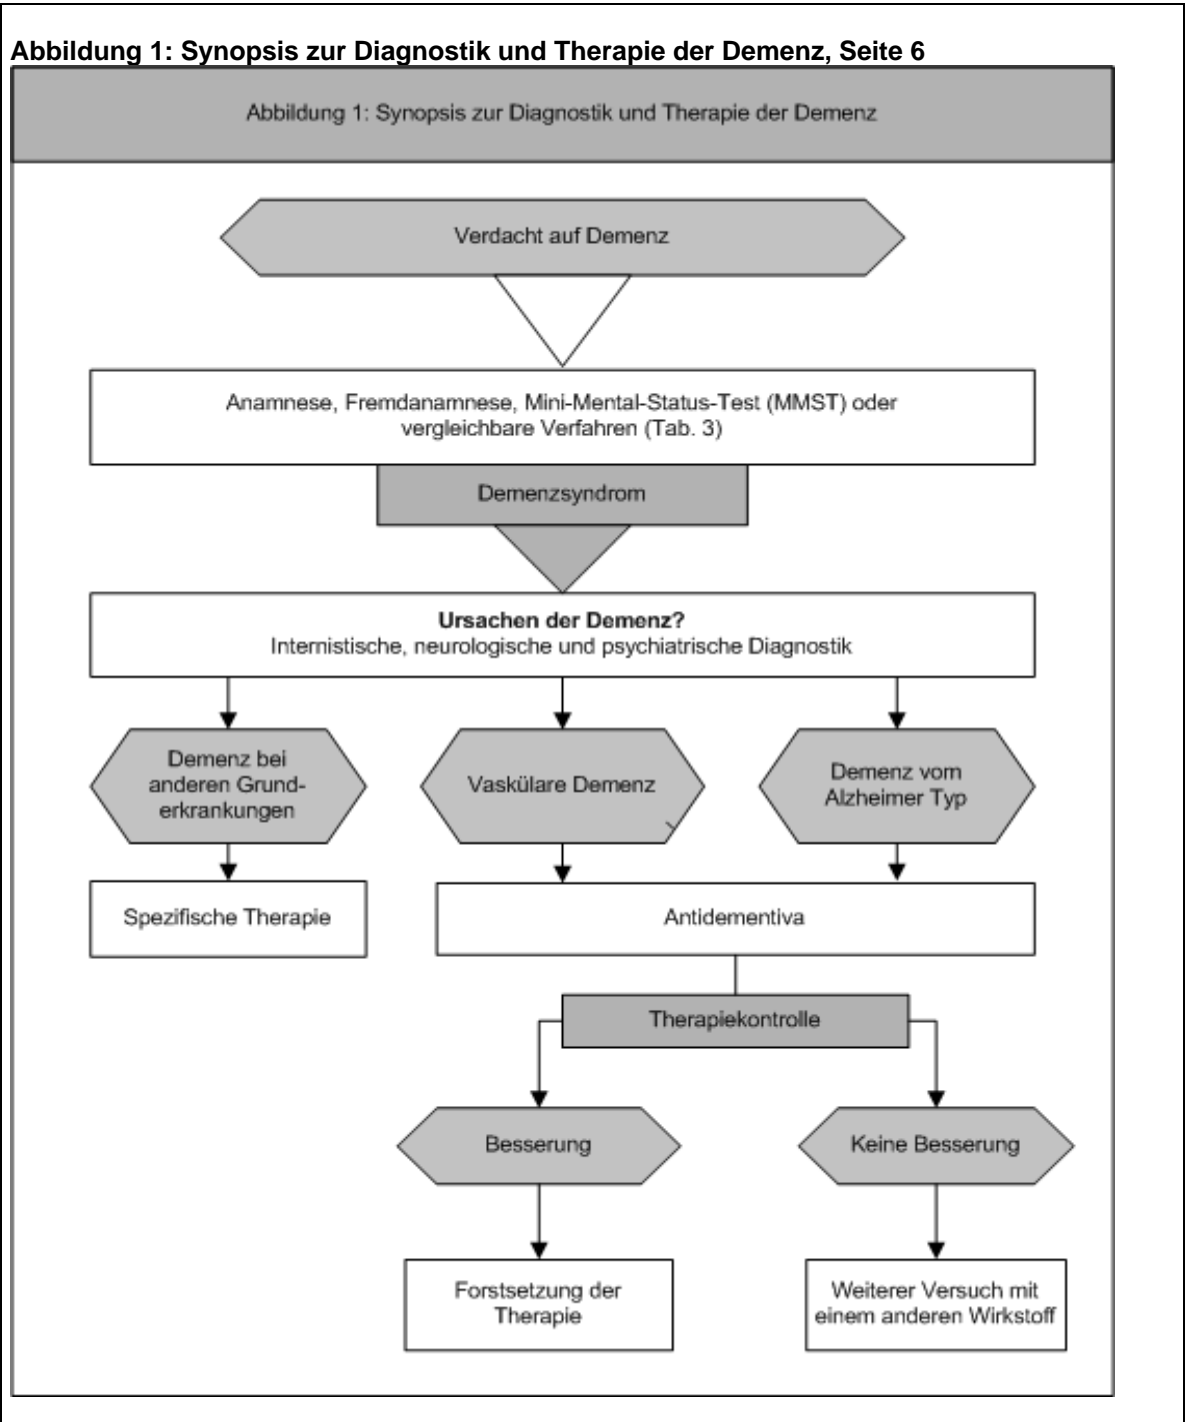 Abbildung 1: Synopsis zur Diagnostik und Therapie der Demenz, Seite 6
Abbildung 1: Synopsis zur Diagnostik und Therapie der Demenz
Verdacht auf Demenz
Anamnese, Fremdanamnese, Mini-Mental-Status-Test (MMST) oder
vergleichbare Verfahren (Tab. 3)
Demenzsyndrom
Ursachen der Demenz?
Internistische, neurologische und psychiatrische Diagnostik
Demenz bei
anderen Grund-
erkrankungen
Vaskülare Demenz
Demenz vom
Alzheimer Typ
Spezifische Therapie
Antidementiva
Therapiekontrolle
Besserung
Keine Besserung
Forstsetzung der
Therapie
Weiterer Versuch mit
einem anderen Wirkstoff